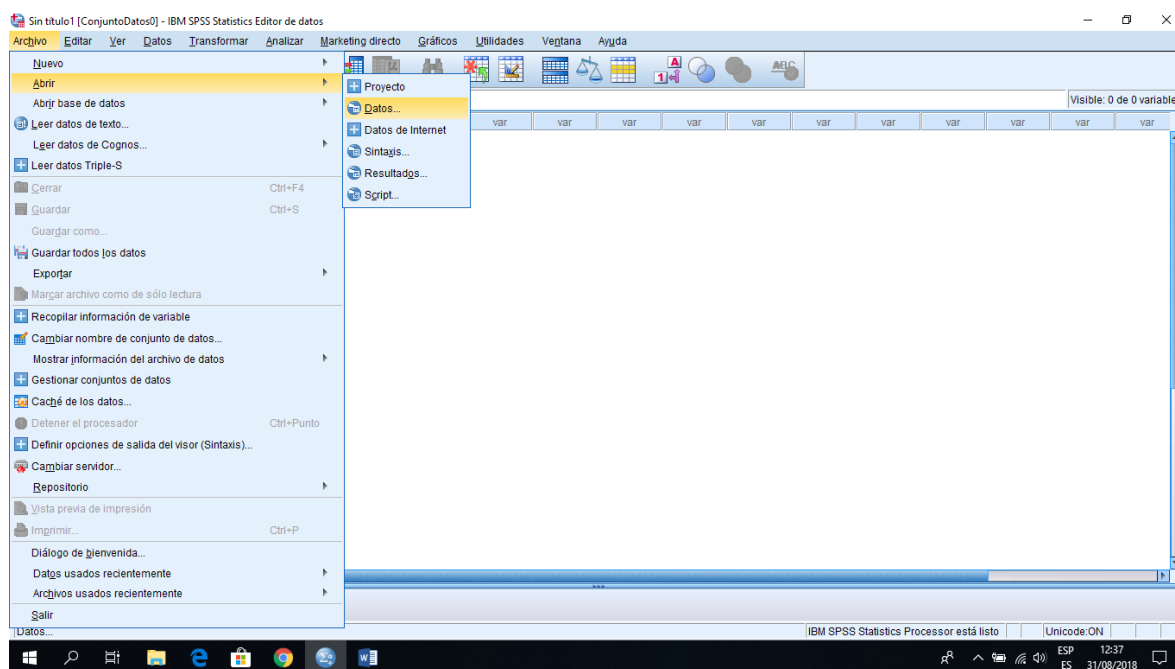 Sin título1 [ConjuntoDatos0] - IBM SPSS Statistics Editor de datos
Archivo Editar Ver Datos Transformar Analizar Marketing directo Gráficos Utilidades Ventana Ayuda
Nuevo
Abrir
Abrir base de datos
Leer datos de texto...
Leer datos de Cognos...
Leer datos Triple-S
Cerrar Ctrl+F4
Guardar Ctrl+S
Guardar como...
Guardar todos los datos
Exportar
Marcar archivo como de sólo lectura
Recopilar información de variable
Cambiar nombre de conjunto de datos...
Mostrar información del archivo de datos
Gestionar conjuntos de datos
Caché de los datos...
Detener el procesador Ctrl+Punto
Definir opciones de salida del visor (Sintaxis)...
Cambiar servidor...
Repositorio
Vista previa de impresión
Imprimir... Ctrl+P
Diálogo de bienvenida...
Datos usados recientemente
Archivos usados recientemente
Salir
Proyecto
Datos...
Datos de Internet
Sintaxis...
Resultados...
Script...
A
1
ABC
Visible: 0 de 0 variable
var var var var var var var var var var var
Datos... IBM SPSS Statistics Processor está listo Unicode:ON
ESP 12:37
ES 31/08/2018